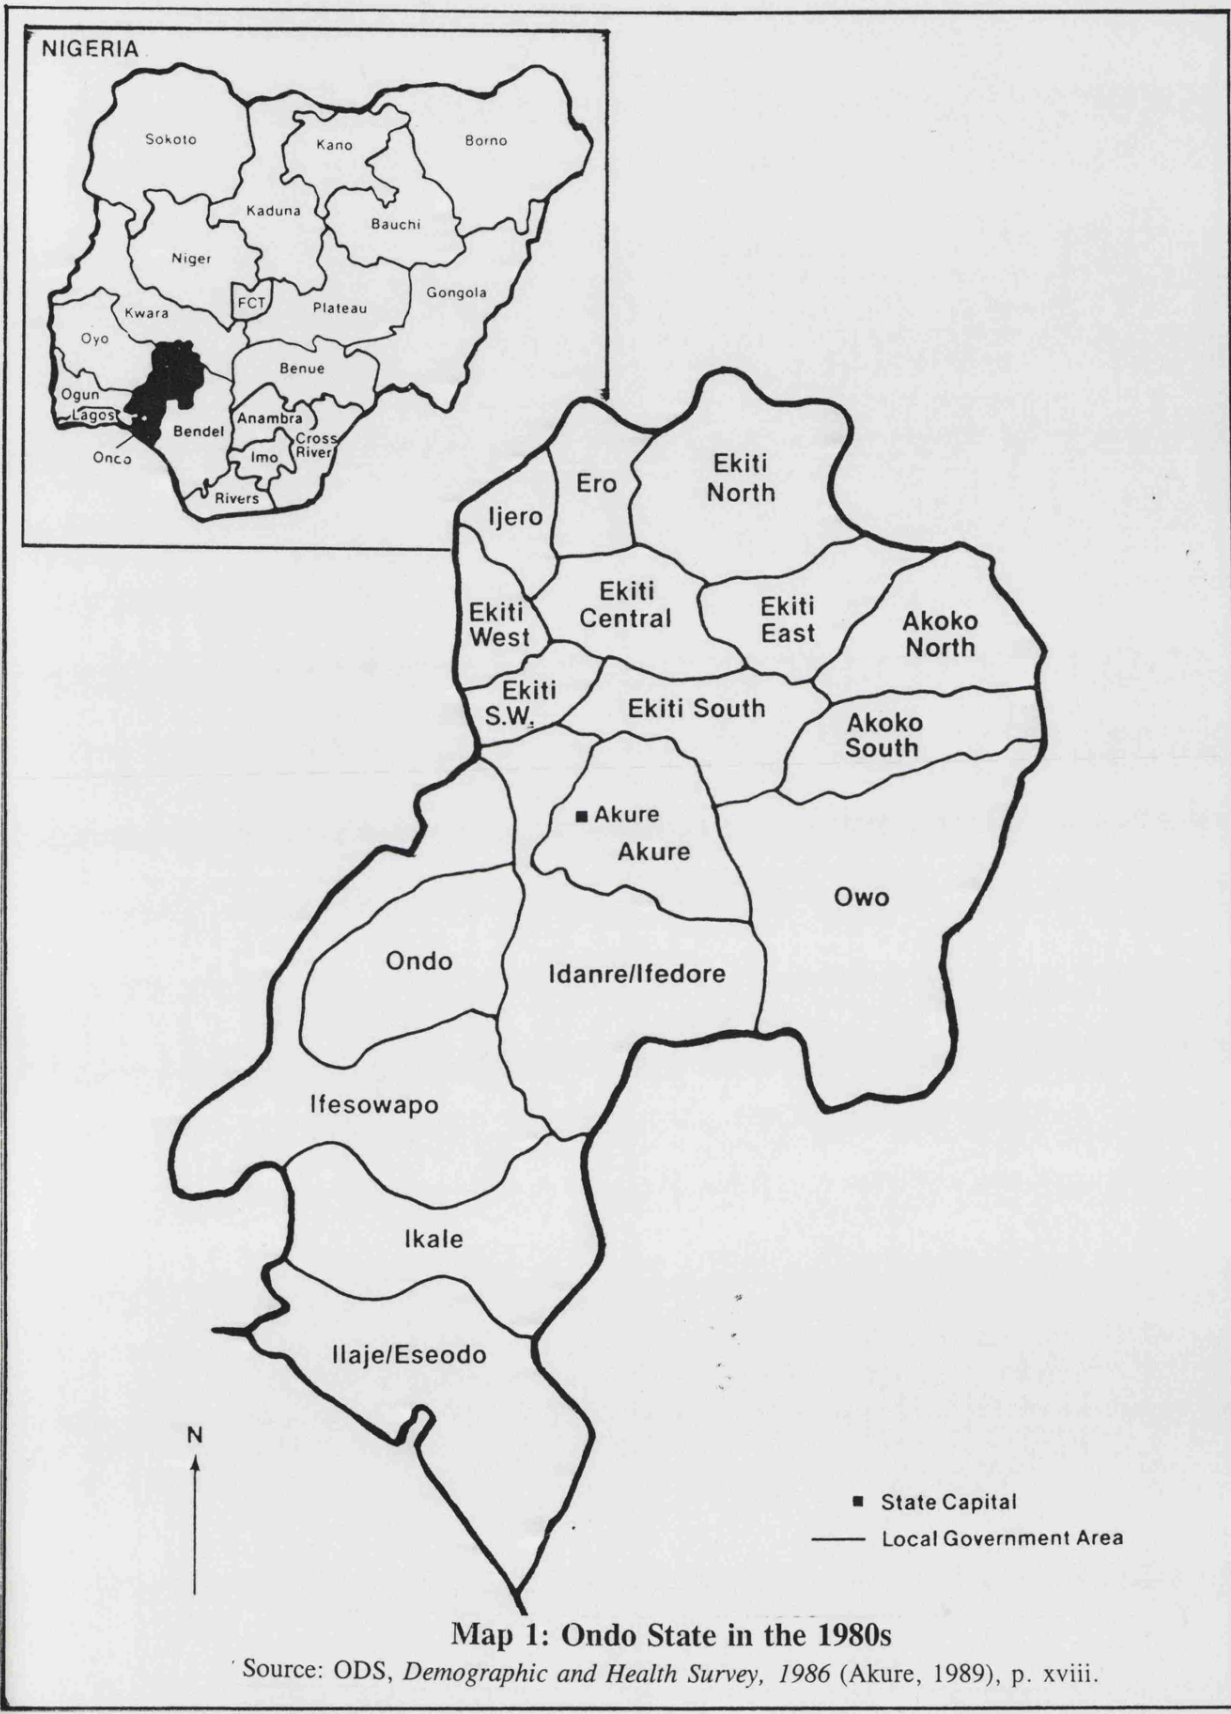 NIGERIA
Sokoto
Kano
Borno
Kaduna
Bauchi
Niger
FCT
Plateau
Gongola
Kwara
Oyo
Benue
Ogun
Lagos
Bendel
Anambra
Cross
River
Imo
Rivers
Ekiti
North
Ero
Ijero
Ekiti
Central
Ekiti
West
Ekiti
East
Akoko
North
Ekiti
S.W.
Ekiti South
Akoko
South
Akure
Akure
Owo
Ondo
Idanre/Ifedore
Ifesowapo
Ikale
Ilaje/Eseodo
N
State Capital
Local Government Area
Map 1: Ondo State in the 1980s
Source: ODS, Demographic and Health Survey, 1986 (Akure, 1989), p. xviii.